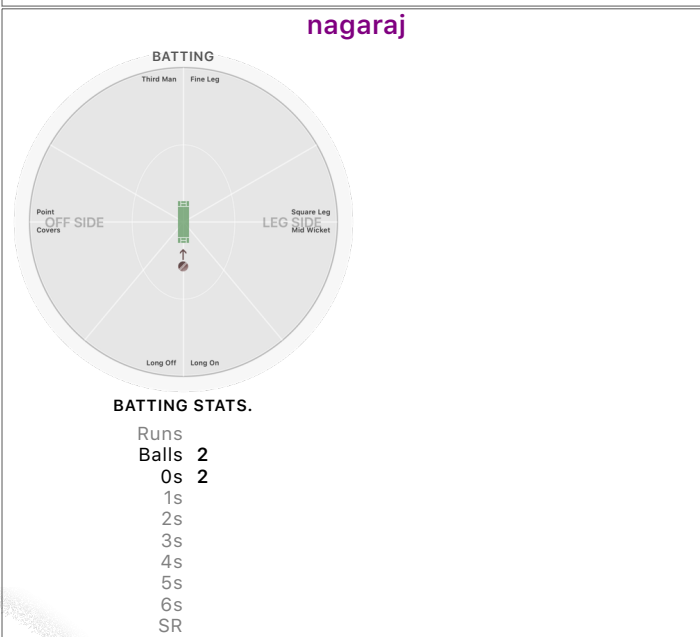 nagaraj
BATTING
Third Man Fine Leg
Point Square Leg
OFF SIDE LEG SIDE
Covers Mid Wicket
Long Off Long On
BATTING STATS.
Runs
Balls 2
0s 2
1s
2s
3s
4s
5s
6s
SR